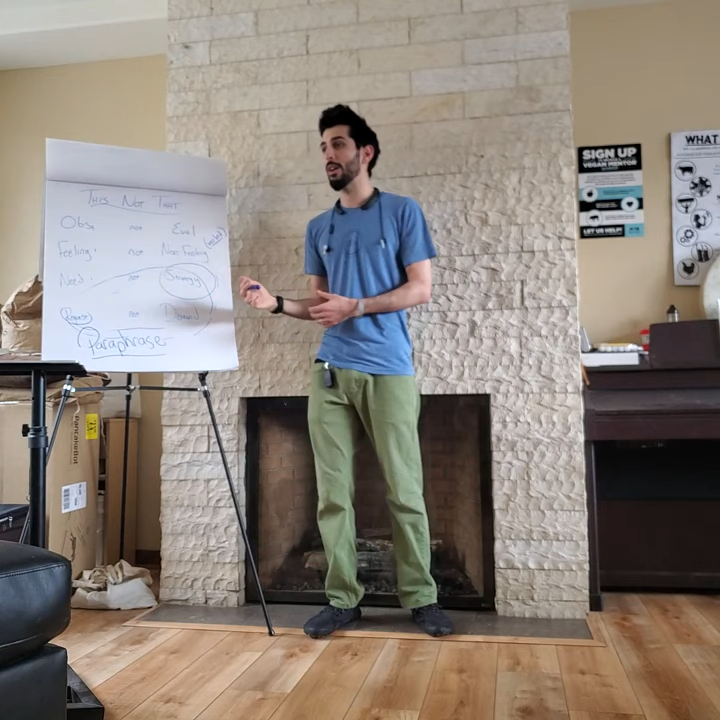 This Not That
Obs. not Eval
Feeling. not Non-Feeling
Need. not Strategy
Request not Demand
Paraphrase
PancakeBot
SIGN UP
VEGAN MENTOR
LET US HELP!
WHAT